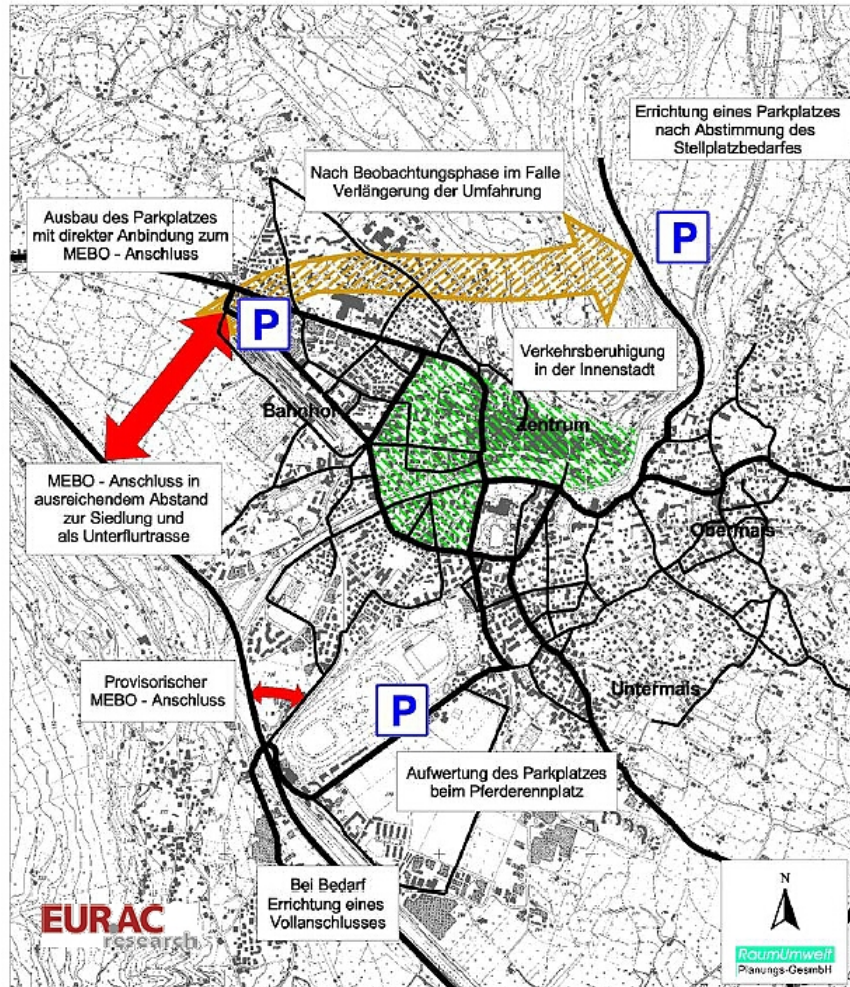 Errichtung eines Parkplatzes
nach Abstimmung des
Stellplatzbedarfes
Nach Beobachtungsphase im Falle
Verlängerung der Umfahrung
Ausbau des Parkplatzes
mit direkter Anbindung zum
MEBO - Anschluss
P
P
Verkehrsberuhigung
in der Innenstadt
Bahnhof
Zentrum
MEBO - Anschluss in
ausreichendem Abstand
zur Siedlung und
als Unterflurtrasse
Obermais
Provisorischer
MEBO - Anschluss
Untermais
P
Aufwertung des Parkplatzes
beim Pferderennplatz
Bei Bedarf
Errichtung eines
Vollanschlusses
N
EURAC
research
RaumUmwelt
Planungs-GesmbH